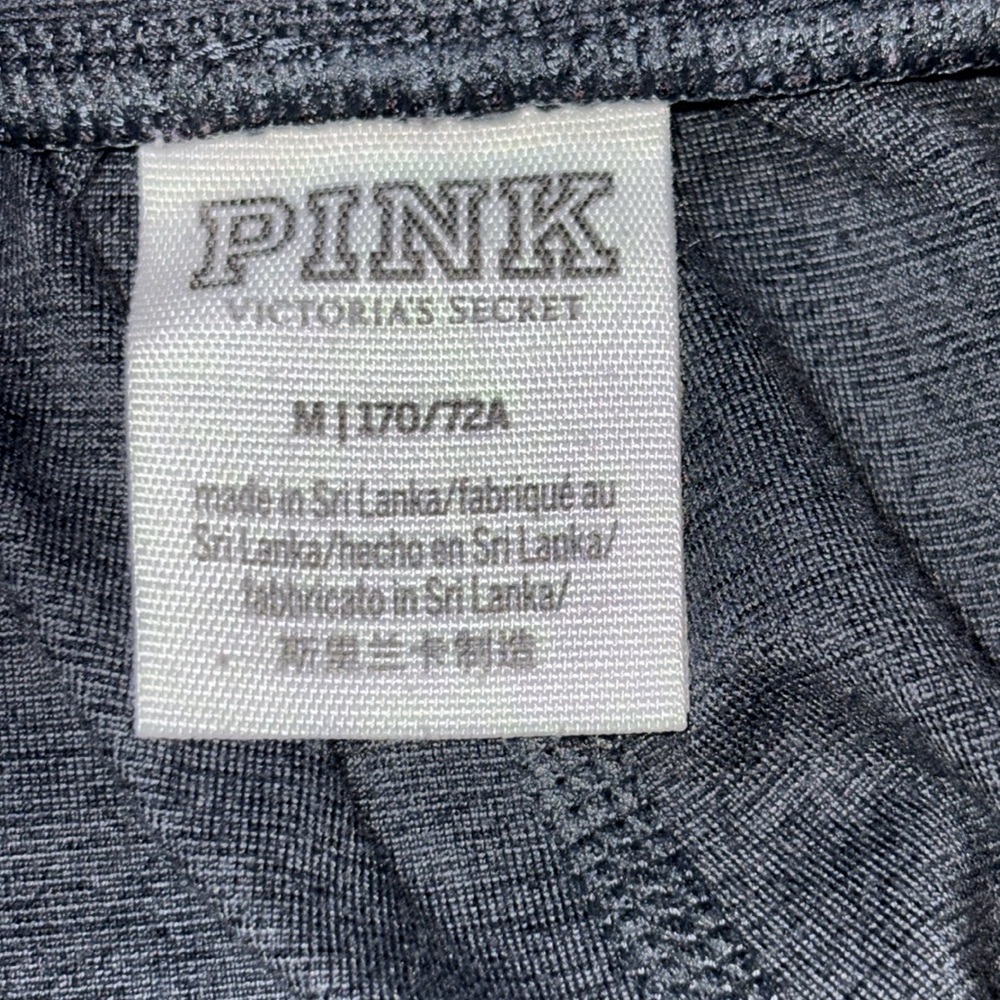 PINK
VICTORIA'S SECRET
M | 170/72A
made in Sri Lanka/fabriqué au
Sri Lanka/hecho en Sri Lanka/
fabbricato in Sri Lanka/
斯里兰卡制造